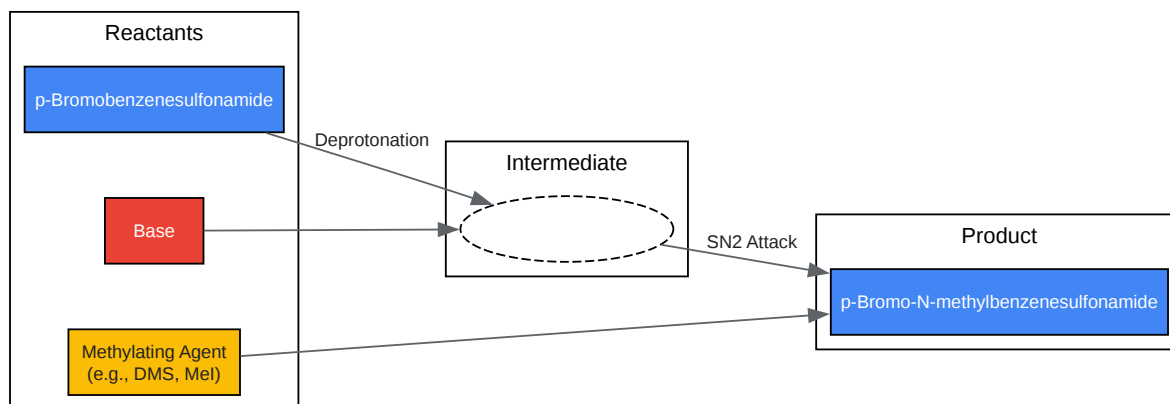 Reactants
p-Bromobenzenesulfonamide
Deprotonation
Intermediate
Base
SN2 Attack
Product
p-Bromo-N-methylbenzenesulfonamide
Methylating Agent
(e.g., DMS, MeI)